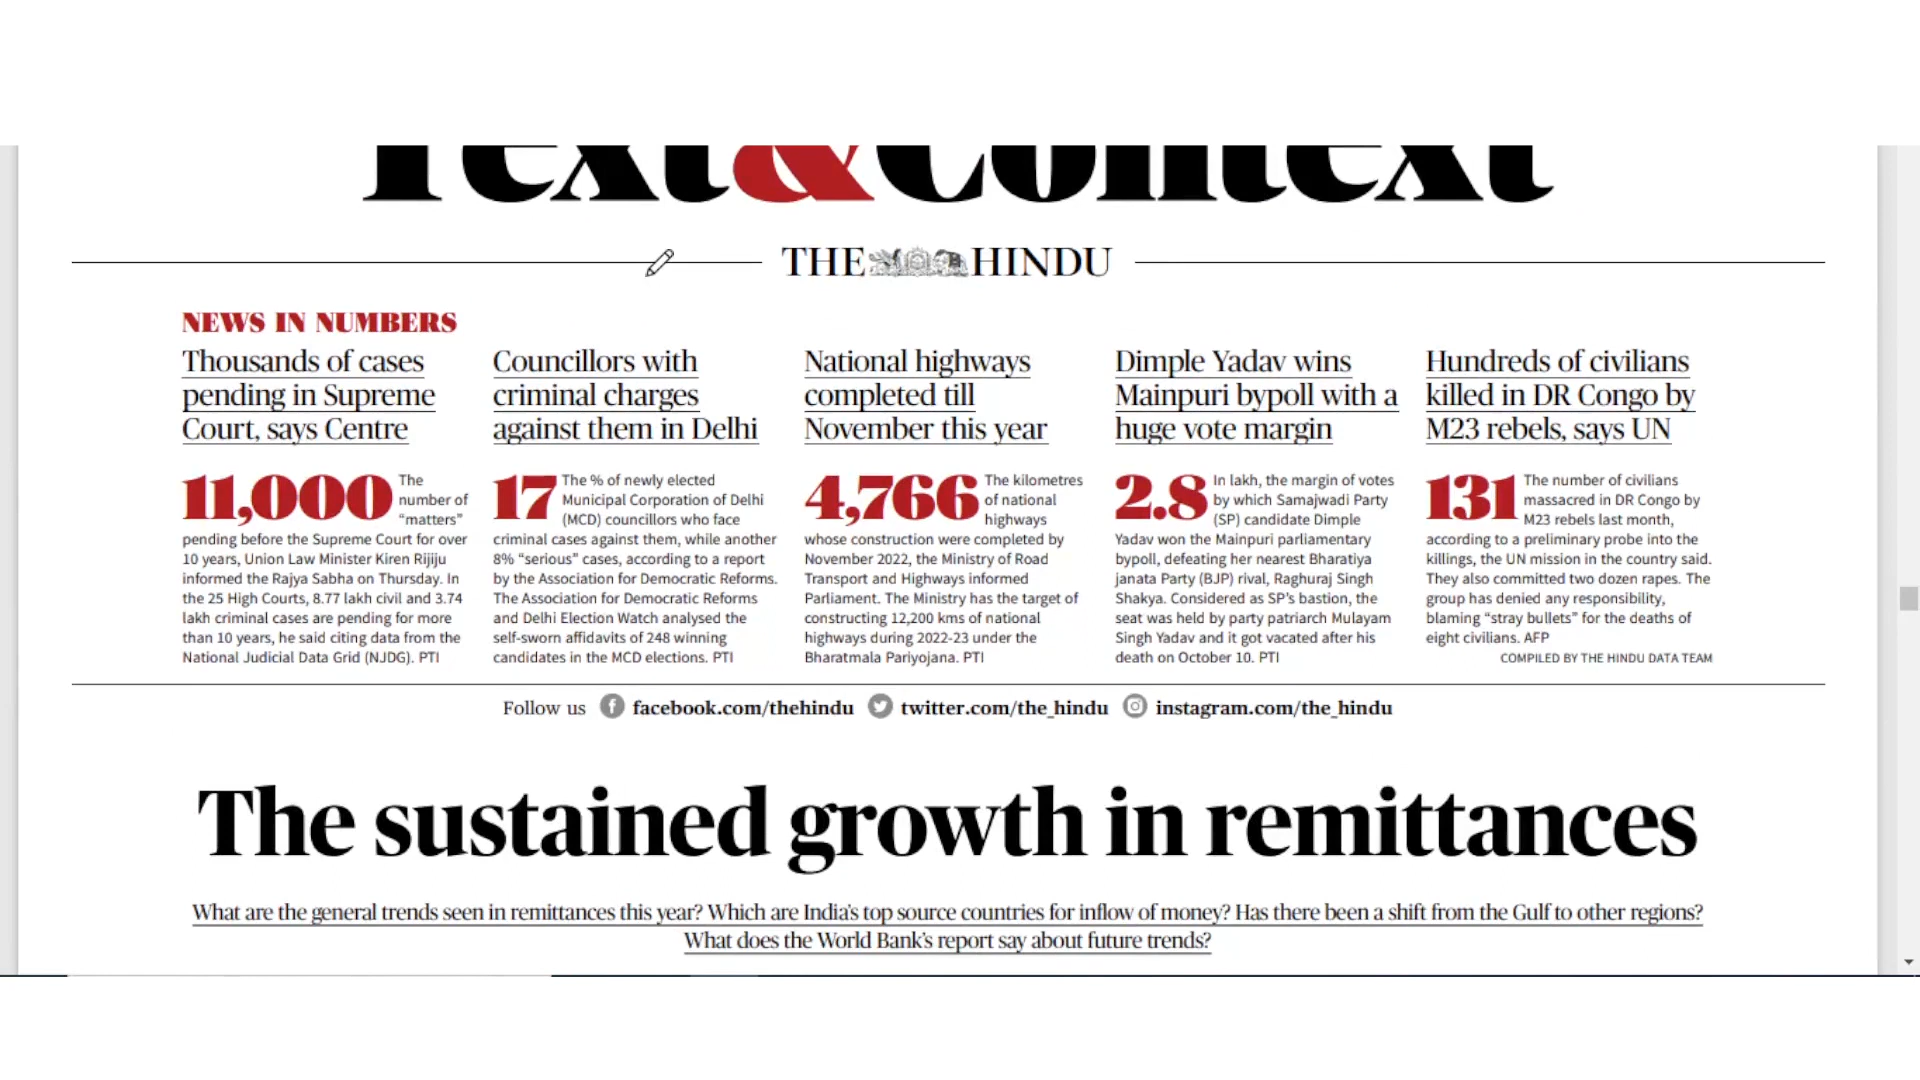 Text&Context
THE HINDU
NEWS IN NUMBERS
Thousands of cases
pending in Supreme
Court, says Centre
11,000 The
number of
“matters”
pending before the Supreme Court for over
10 years, Union Law Minister Kiren Rijiju
informed the Rajya Sabha on Thursday. In
the 25 High Courts, 8.77 lakh civil and 3.74
lakh criminal cases are pending for more
than 10 years, he said citing data from the
National Judicial Data Grid (NJDG). PTI
Councillors with
criminal charges
against them in Delhi
17 The % of newly elected
Municipal Corporation of Delhi
(MCD) councillors who face
criminal cases against them, while another
8% “serious” cases, according to a report
by the Association for Democratic Reforms.
The Association for Democratic Reforms
and Delhi Election Watch analysed the
self-sworn affidavits of 248 winning
candidates in the MCD elections. PTI
National highways
completed till
November this year
4,766 The kilometres
of national
highways
whose construction were completed by
November 2022, the Ministry of Road
Transport and Highways informed
Parliament. The Ministry has the target of
constructing 12,200 kms of national
highways during 2022-23 under the
Bharatmala Pariyojana. PTI
Dimple Yadav wins
Mainpuri bypoll with a
huge vote margin
2.8 In lakh, the margin of votes
by which Samajwadi Party
(SP) candidate Dimple
Yadav won the Mainpuri parliamentary
bypoll, defeating her nearest Bharatiya
janata Party (BJP) rival, Raghuraj Singh
Shakya. Considered as SP’s bastion, the
seat was held by party patriarch Mulayam
Singh Yadav and it got vacated after his
death on October 10. PTI
Hundreds of civilians
killed in DR Congo by
M23 rebels, says UN
131 The number of civilians
massacred in DR Congo by
M23 rebels last month,
according to a preliminary probe into the
killings, the UN mission in the country said.
They also committed two dozen rapes. The
group has denied any responsibility,
blaming “stray bullets” for the deaths of
eight civilians. AFP
COMPILED BY THE HINDU DATA TEAM
Follow us facebook.com/thehindu twitter.com/the_hindu instagram.com/the_hindu
The sustained growth in remittances
What are the general trends seen in remittances this year? Which are India’s top source countries for inflow of money? Has there been a shift from the Gulf to other regions?
What does the World Bank’s report say about future trends?